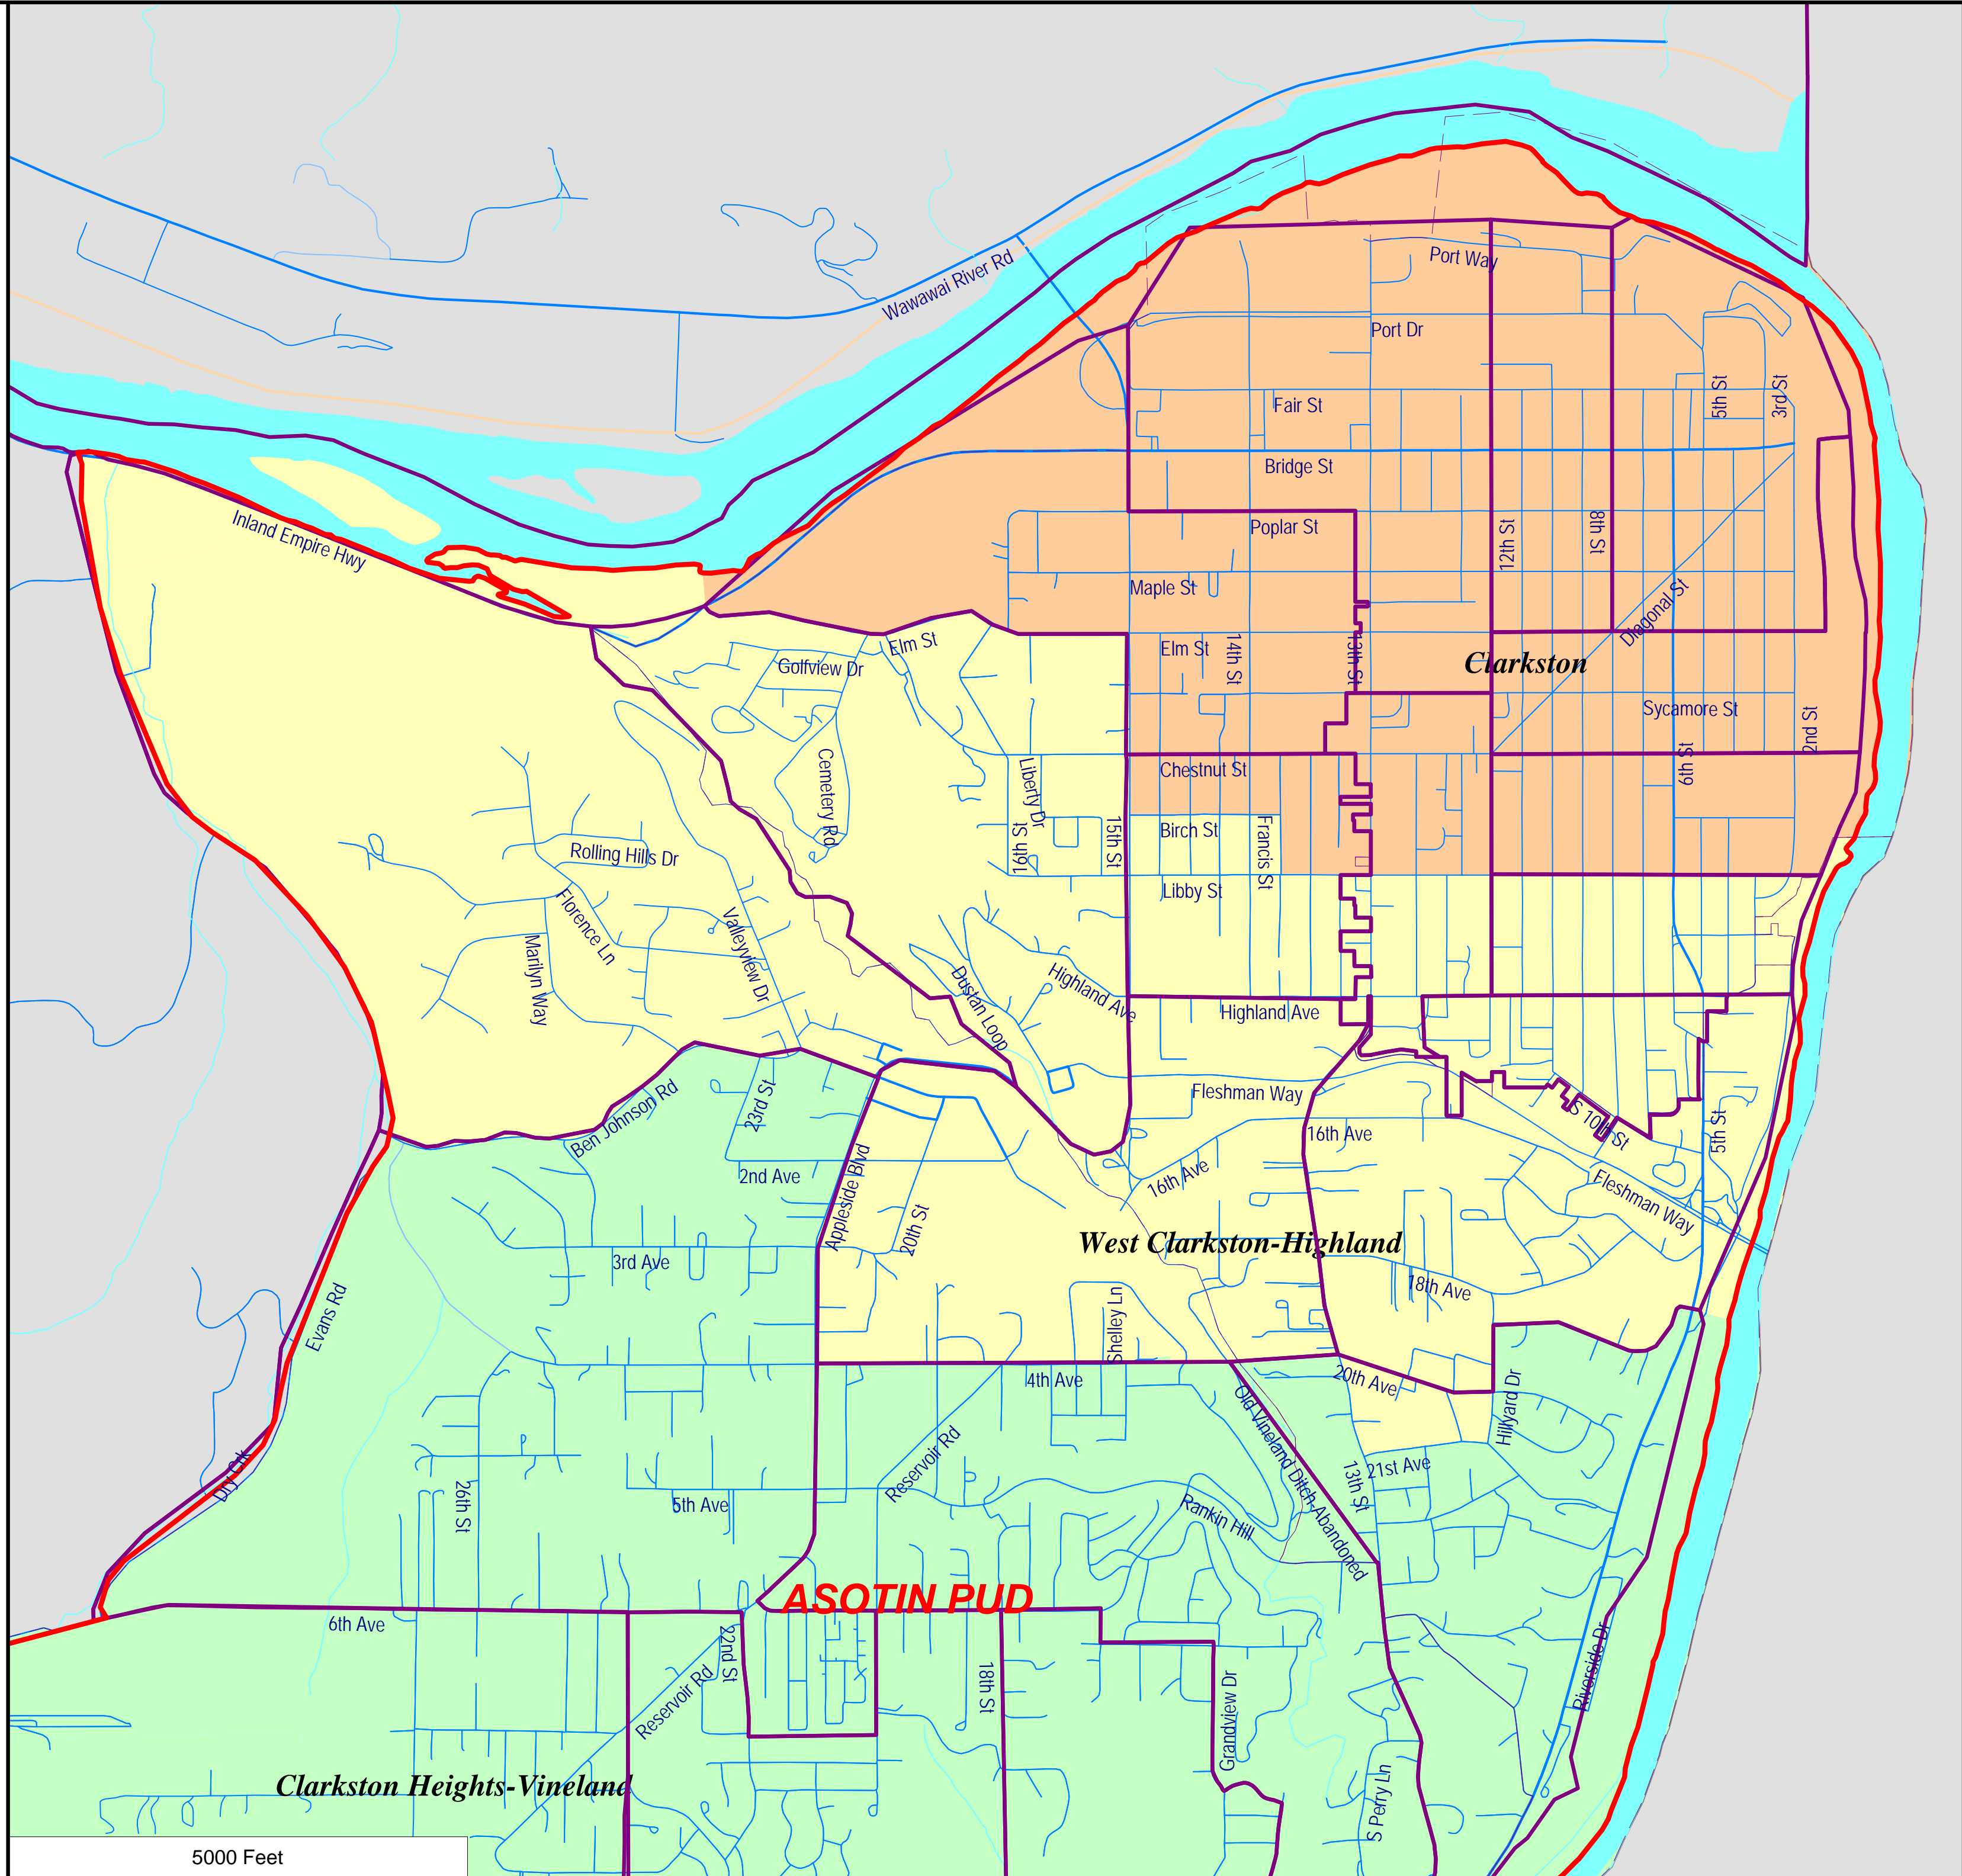 Wawawai River Rd
Port Way
Port Dr
5th St
3rd St
Fair St
Bridge St
Inland Empire Hwy
Poplar St
12th St
8th St
Maple St
Diagonal St
Elm St
Elm St
14th St
13th St
Clarkston
Golfview Dr
Sycamore St
2nd St
6th St
Cemetery Rd
Liberty Dr
Chestnut St
16th St
15th St
Birch St
Francis St
Rolling Hills Dr
Libby St
Florence Ln
Valleyview Dr
Marilyn Way
Dustan Loop
Highland Ave
Highland Ave
Fleshman Way
Ben Johnson Rd
23rd St
S 10th St
5th St
16th Ave
2nd Ave
Appleside Blvd
16th Ave
Fleshman Way
20th St
West Clarkston-Highland
3rd Ave
18th Ave
Evans Rd
Shelley Ln
4th Ave
20th Ave
Hillyard Dr
Old Vineland Ditch-Abandoned
Reservoir Rd
Dry Crk
26th St
13th St
21st Ave
5th Ave
Rankin Hill
ASOTIN PUD
6th Ave
22nd St
Reservoir Rd
18th St
Grandview Dr
Riverside Dr
Clarkston Heights-Vineland
S Perry Ln
5000 Feet